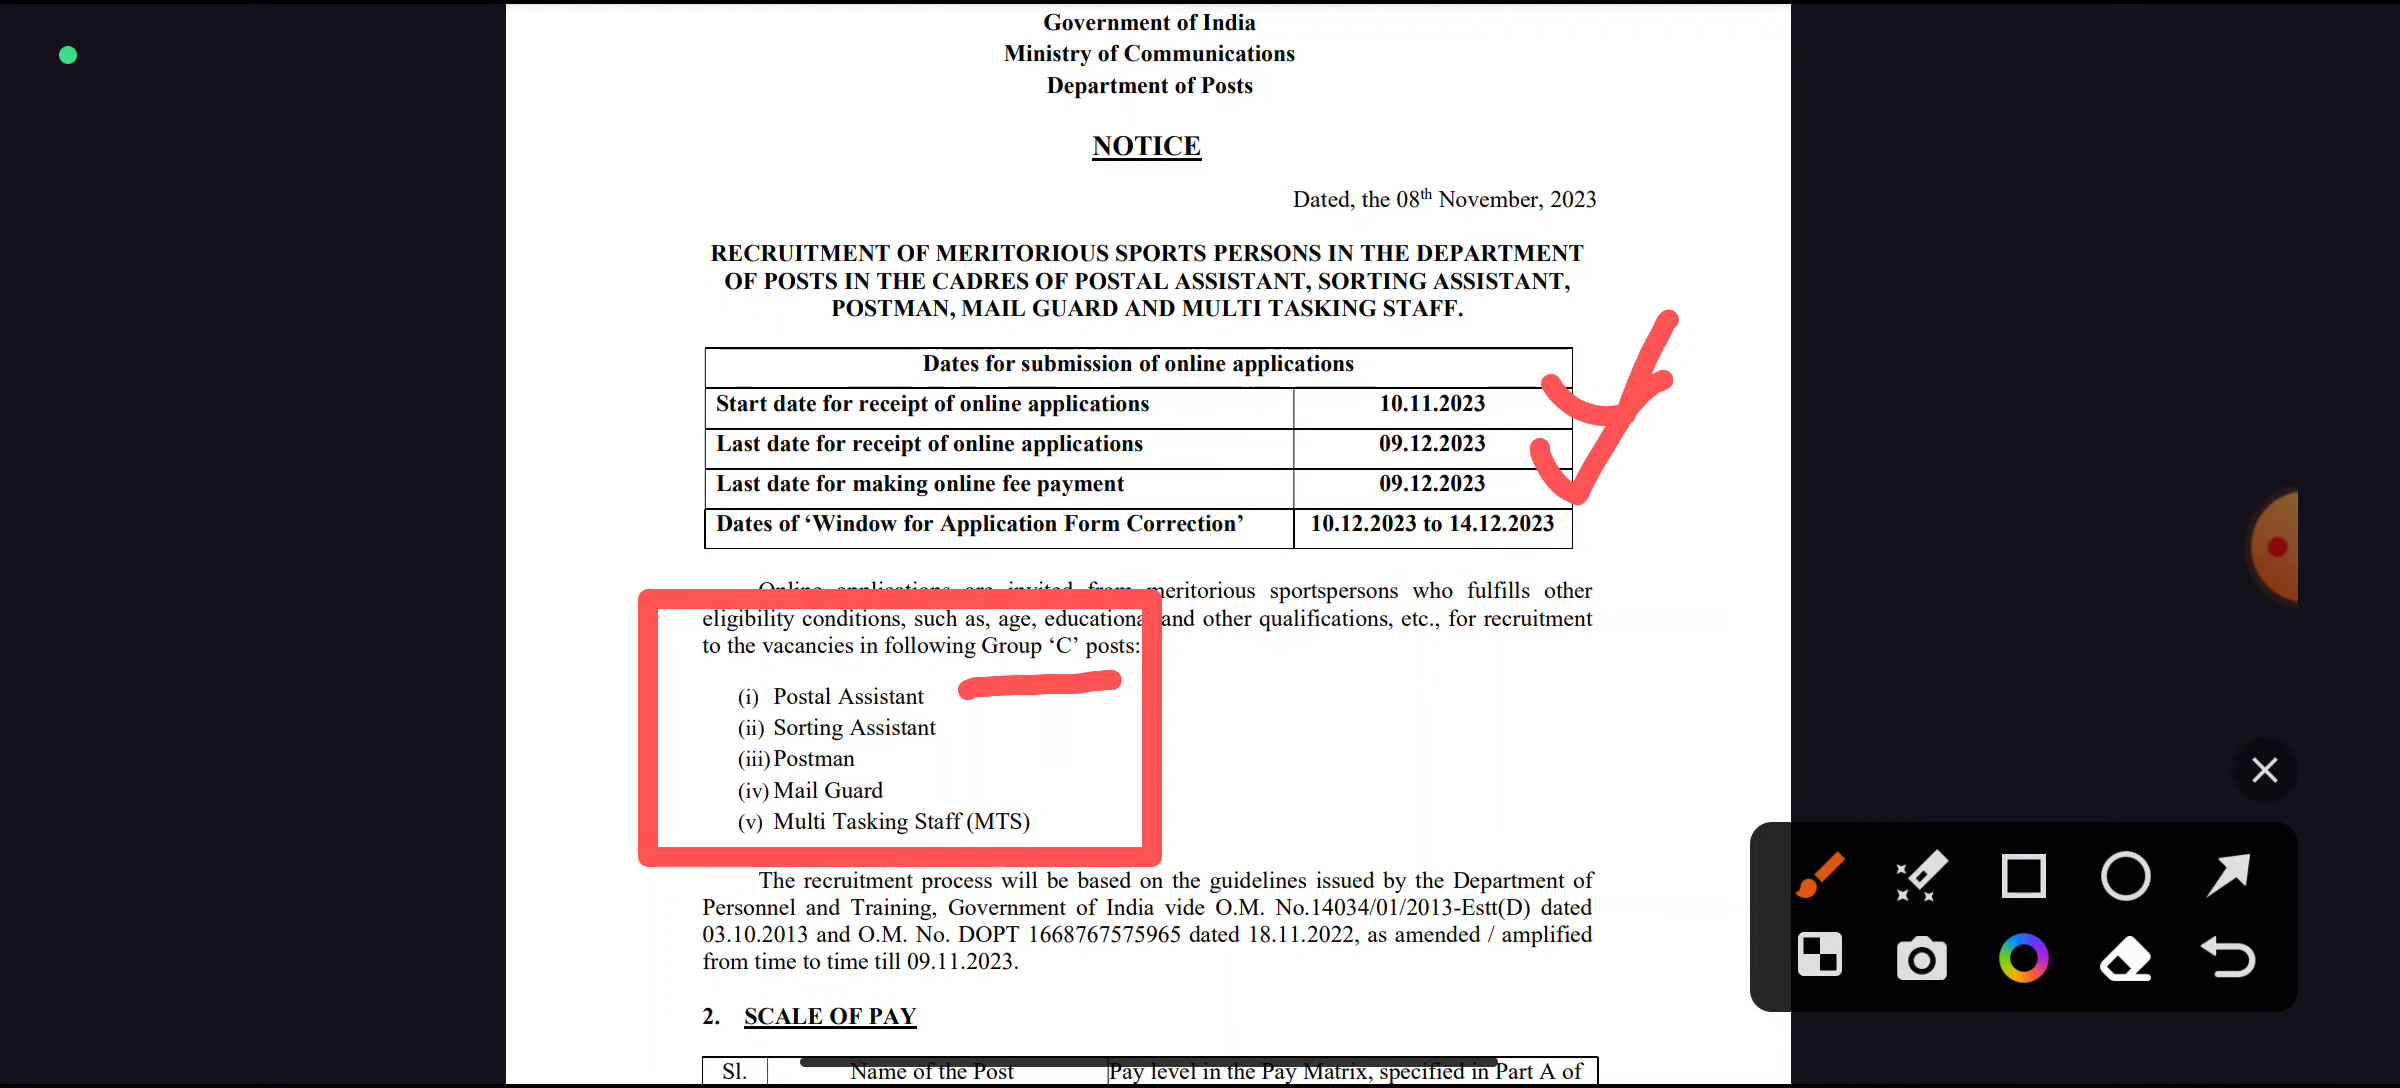 Government of India
Ministry of Communications
Department of Posts
NOTICE
Dated, the 08th November, 2023
RECRUITMENT OF MERITORIOUS SPORTS PERSONS IN THE DEPARTMENT
OF POSTS IN THE CADRES OF POSTAL ASSISTANT, SORTING ASSISTANT,
POSTMAN, MAIL GUARD AND MULTI TASKING STAFF.
Dates for submission of online applications
Start date for receipt of online applications 10.11.2023
Last date for receipt of online applications 09.12.2023
Last date for making online fee payment 09.12.2023
Dates of ‘Window for Application Form Correction’ 10.12.2023 to 14.12.2023
Online applications are invited from meritorious sportspersons who fulfills other
eligibility conditions, such as, age, educational and other qualifications, etc., for recruitment
to the vacancies in following Group ‘C’ posts:
(i) Postal Assistant
(ii) Sorting Assistant
(iii) Postman
(iv) Mail Guard
(v) Multi Tasking Staff (MTS)
The recruitment process will be based on the guidelines issued by the Department of
Personnel and Training, Government of India vide O.M. No.14034/01/2013-Estt(D) dated
03.10.2013 and O.M. No. DOPT 1668767575965 dated 18.11.2022, as amended / amplified
from time to time till 09.11.2023.
2. SCALE OF PAY
Sl. Name of the Post Pay level in the Pay Matrix, specified in Part A of